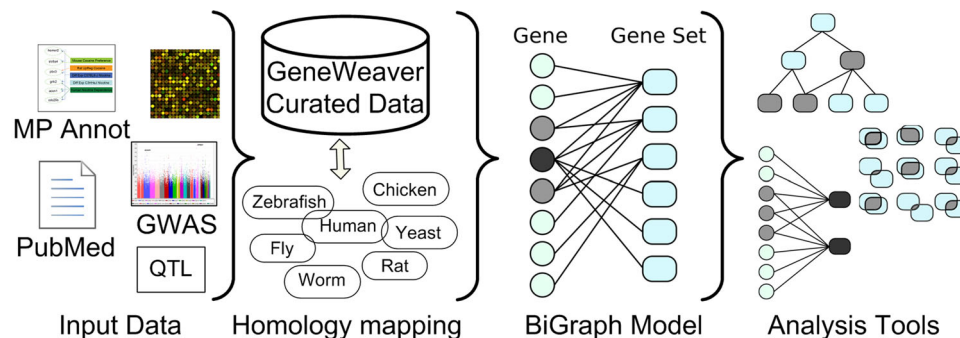 MP Annot
PubMed
GWAS
QTL
Input Data
GeneWeaver
Curated Data
Zebrafish
Chicken
Human
Yeast
Fly
Rat
Worm
Homology mapping
Gene
Gene Set
BiGraph Model
Analysis Tools